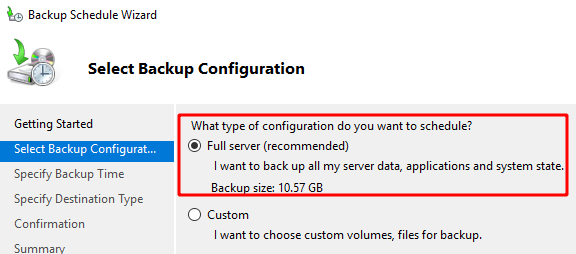 Backup Schedule Wizard
Select Backup Configuration
Getting Started
Select Backup Configurat...
Specify Backup Time
Specify Destination Type
Confirmation
Summary
What type of configuration do you want to schedule?
Full server (recommended)
I want to back up all my server data, applications and system state.
Backup size: 10.57 GB
Custom
I want to choose custom volumes, files for backup.